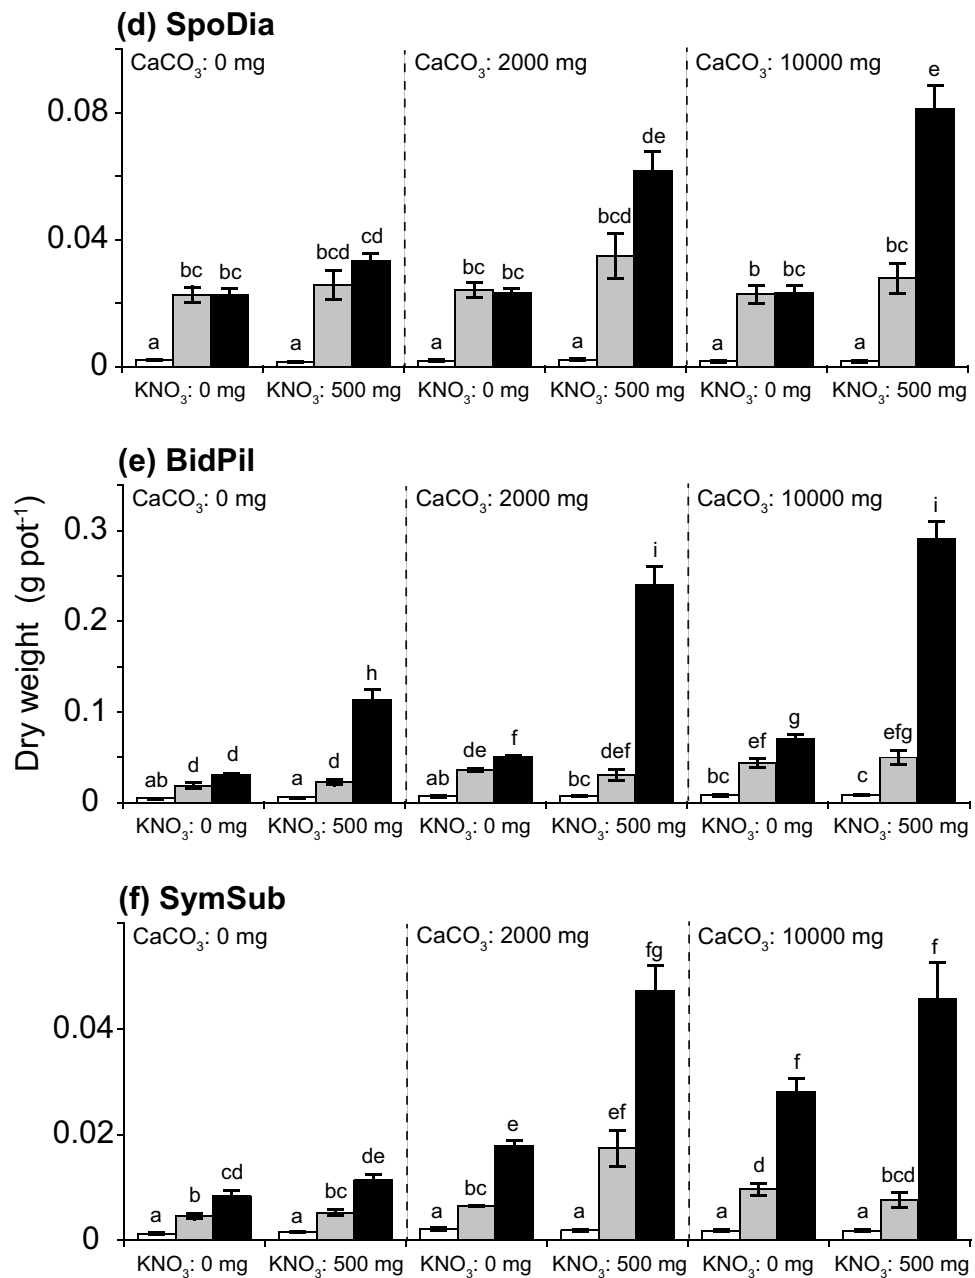 (d) SpoDia
CaCO₃: 0 mg CaCO₃: 2000 mg CaCO₃: 10000 mg
e
0.08
de
bcd
0.04
bc bc bcd cd bc bc b bc bc
a a a a a a
0
KNO₃: 0 mg KNO₃: 500 mg KNO₃: 0 mg KNO₃: 500 mg KNO₃: 0 mg KNO₃: 500 mg
(e) BidPil
CaCO₃: 0 mg CaCO₃: 2000 mg CaCO₃: 10000 mg
i
0.3
i
0.2
h
0.1
ab d d a d ab de f bc def bc ef g c efg
0
KNO₃: 0 mg KNO₃: 500 mg KNO₃: 0 mg KNO₃: 500 mg KNO₃: 0 mg KNO₃: 500 mg
Dry weight (g pot⁻¹)
(f) SymSub
CaCO₃: 0 mg CaCO₃: 2000 mg CaCO₃: 10000 mg
fg f
0.04
f
0.02
e ef
a b cd a bc de a bc a a d a bcd
0
KNO₃: 0 mg KNO₃: 500 mg KNO₃: 0 mg KNO₃: 500 mg KNO₃: 0 mg KNO₃: 500 mg